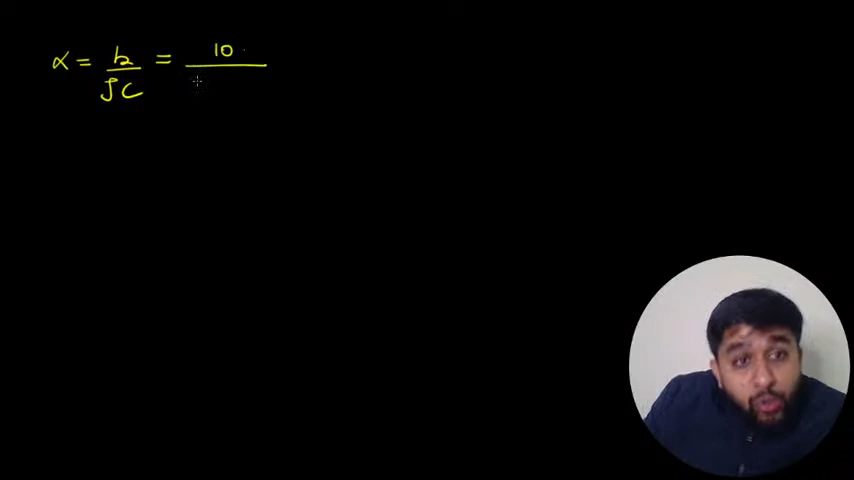 α = k/ρC = 10